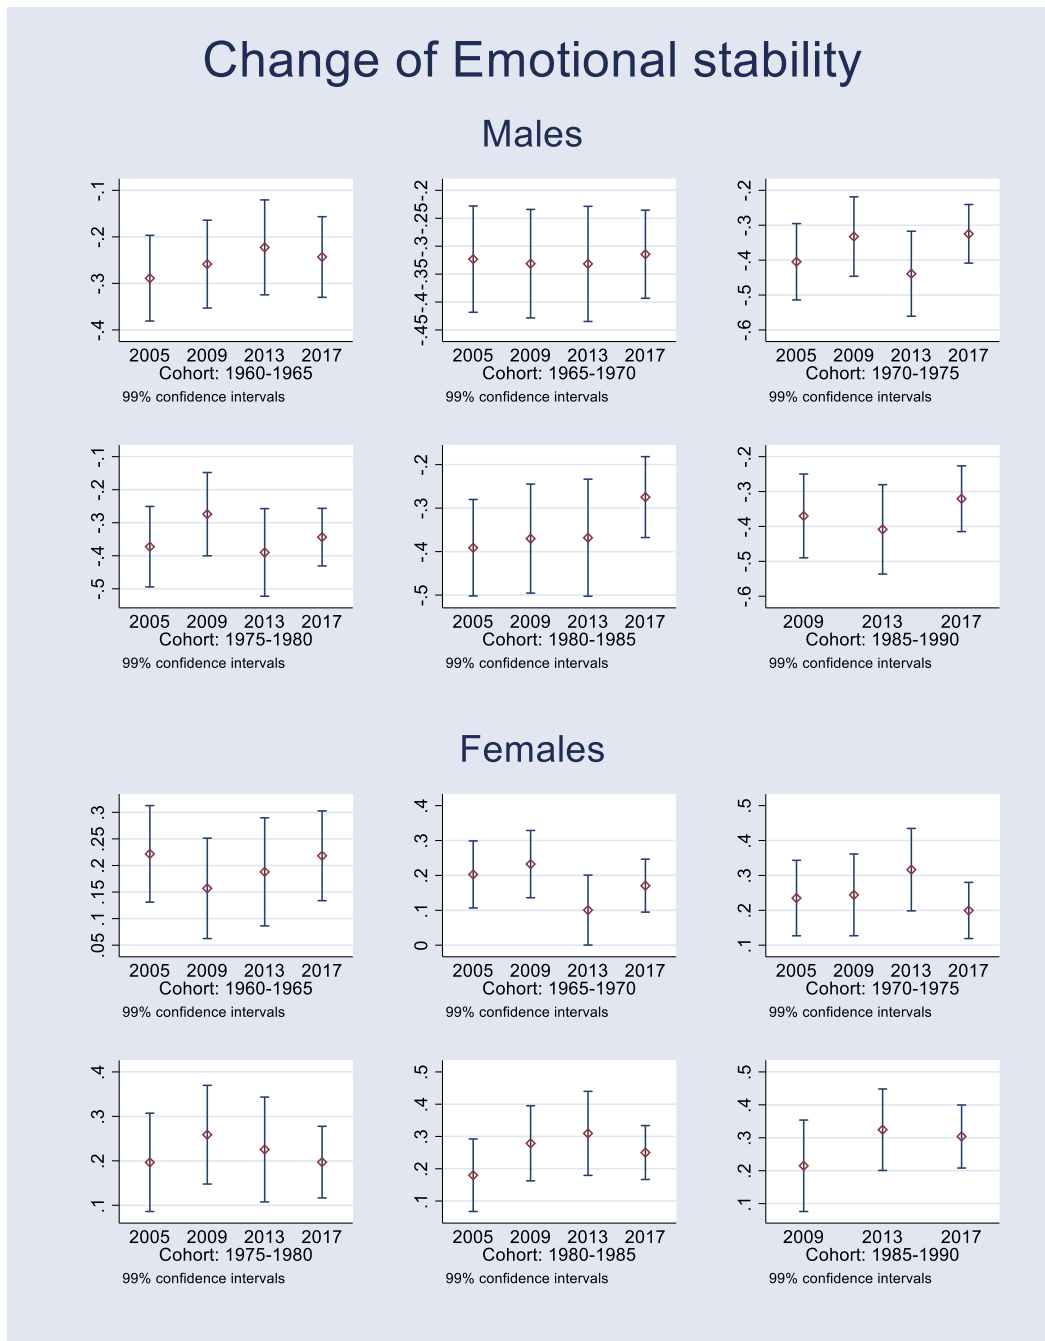 Change of Emotional stability
Males
-.1
-.2
-.3
-.4
2005 2009 2013 2017
Cohort: 1960-1965
99% confidence intervals
-.2
-.25
-.3
-.35
-.4
-.45
2005 2009 2013 2017
Cohort: 1965-1970
99% confidence intervals
-.2
-.3
-.4
-.5
-.6
2005 2009 2013 2017
Cohort: 1970-1975
99% confidence intervals
-.1
-.2
-.3
-.4
-.5
2005 2009 2013 2017
Cohort: 1975-1980
99% confidence intervals
-.2
-.3
-.4
-.5
2005 2009 2013 2017
Cohort: 1980-1985
99% confidence intervals
-.2
-.3
-.4
-.5
-.6
2009 2013 2017
Cohort: 1985-1990
99% confidence intervals
Females
.3
.25
.2
.15
.1
.05
2005 2009 2013 2017
Cohort: 1960-1965
99% confidence intervals
.4
.3
.2
.1
0
2005 2009 2013 2017
Cohort: 1965-1970
99% confidence intervals
.5
.4
.3
.2
.1
2005 2009 2013 2017
Cohort: 1970-1975
99% confidence intervals
.4
.3
.2
.1
2005 2009 2013 2017
Cohort: 1975-1980
99% confidence intervals
.5
.4
.3
.2
.1
2005 2009 2013 2017
Cohort: 1980-1985
99% confidence intervals
.5
.4
.3
.2
.1
2009 2013 2017
Cohort: 1985-1990
99% confidence intervals